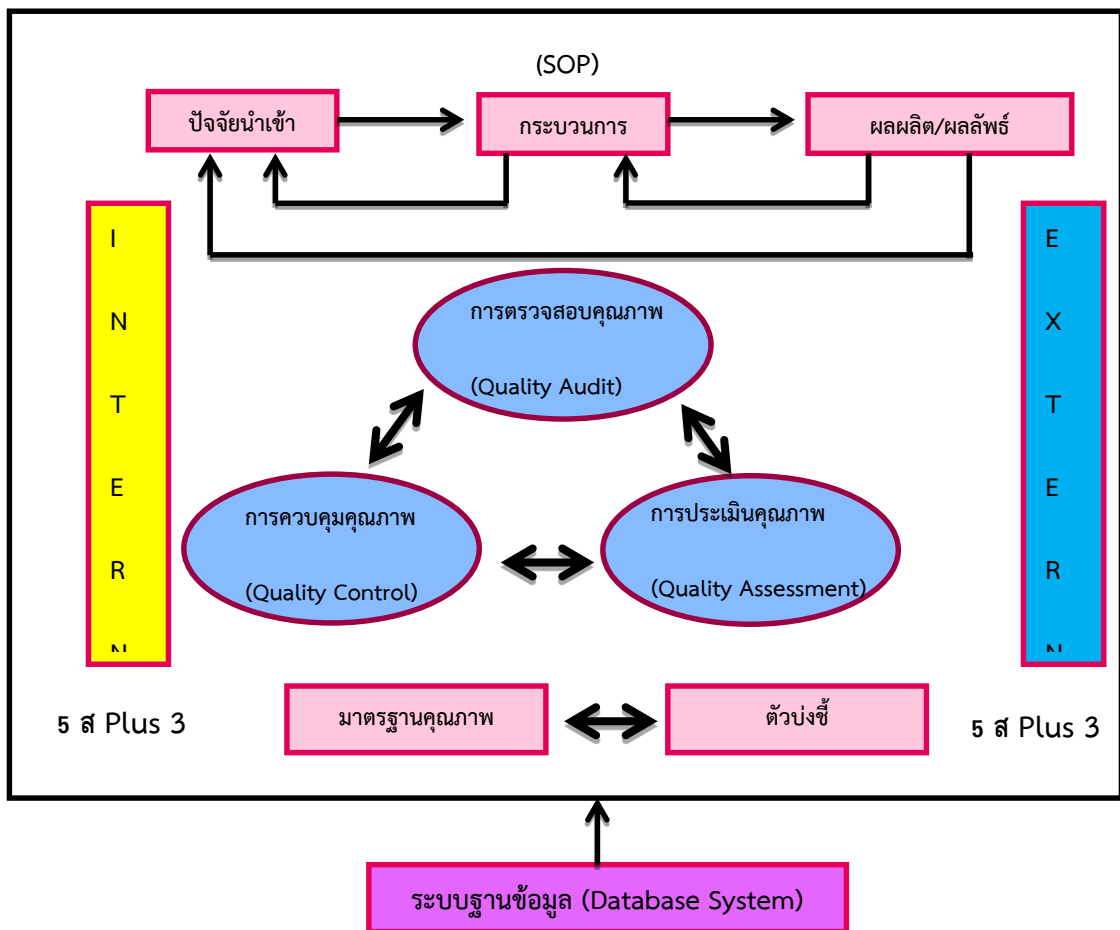 (SOP)
ปัจจัยนำเข้า
กระบวนการ
ผลผลิต/ผลลัพธ์
I
N
T
E
R
N
E
X
T
E
R
N
การตรวจสอบคุณภาพ
(Quality Audit)
การควบคุมคุณภาพ
(Quality Control)
การประเมินคุณภาพ
(Quality Assessment)
5 ส Plus 3
มาตรฐานคุณภาพ
ตัวบ่งชี้
5 ส Plus 3
ระบบฐานข้อมูล (Database System)